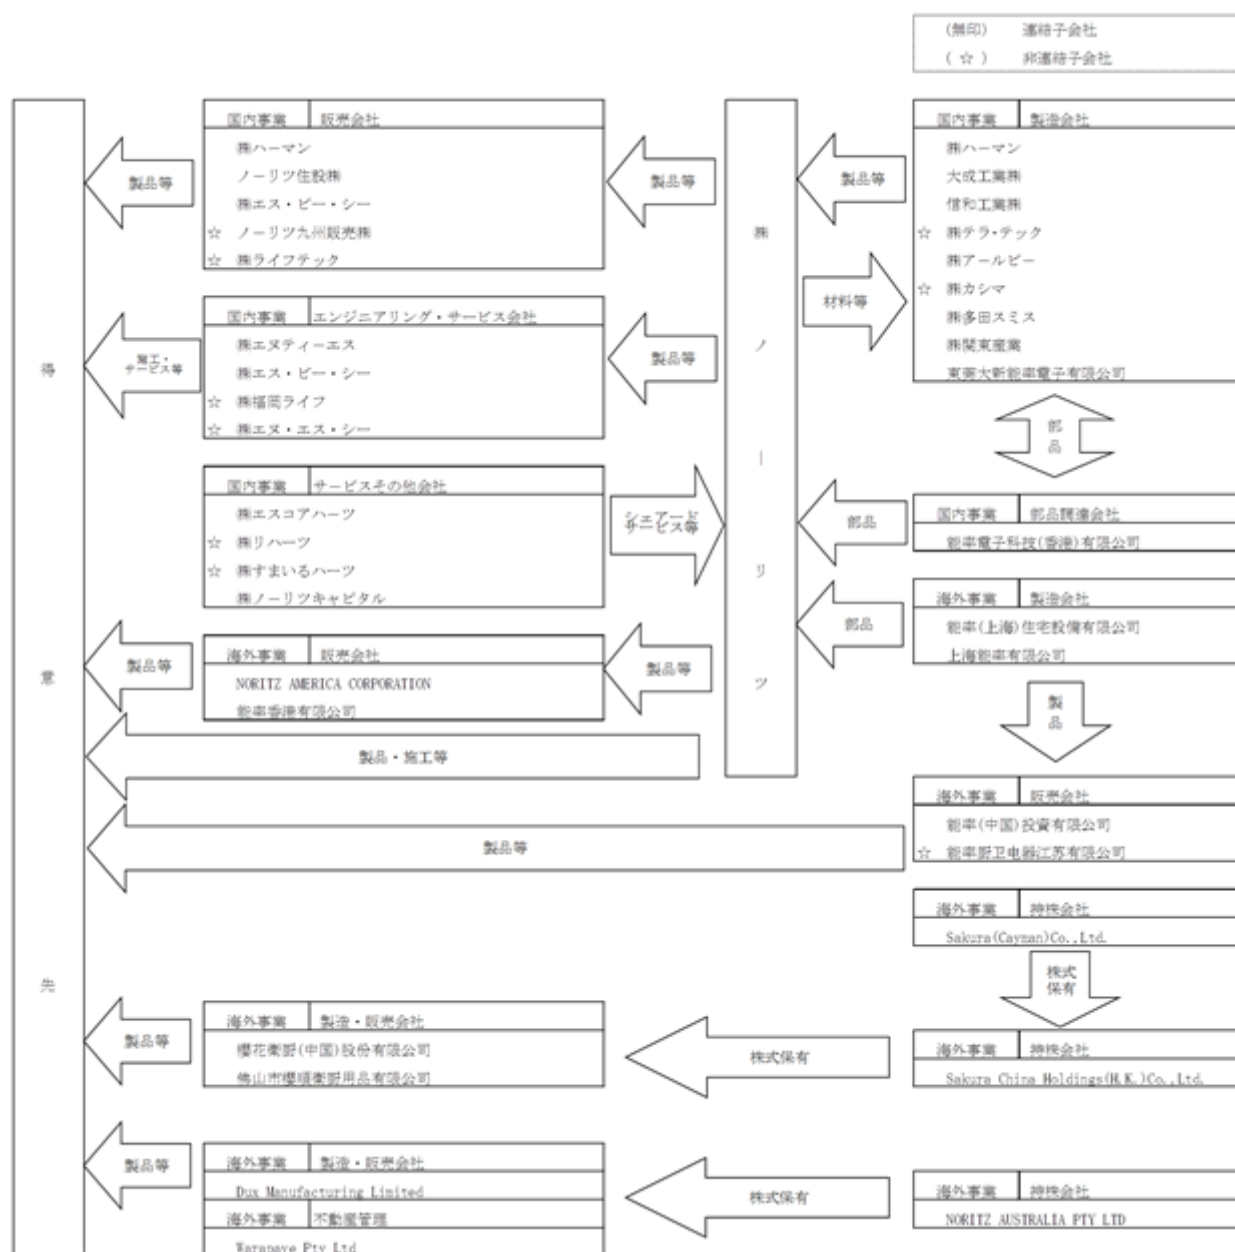 (無印) 連結子会社
(☆) 非連結子会社
得意先
国内事業 販売会社
㈱ハーマン
ノーリツ住設㈱
㈱エス・ビー・シー
☆ ノーリツ九州販売㈱
☆ ㈱ライフテック
製品等
製品等
国内事業 エンジニアリング・サービス会社
㈱エヌティーエス
㈱エス・ビー・シー
☆ ㈱福岡ライフ
☆ ㈱エヌ・エス・シー
施工・
サービス等
製品等
国内事業 サービスその他会社
㈱エスコアハーツ
☆ ㈱リハーツ
☆ ㈱すまいるハーツ
㈱ノーリツキャピタル
シェアード
サービス等
海外事業 販売会社
NORITZ AMERICA CORPORATION
能率香港有限公司
製品等
製品等
製品・施工等
製品等
㈱ノーリツ
国内事業 製造会社
㈱ハーマン
大成工業㈱
信和工業㈱
☆ ㈱テラ・テック
㈱アールビー
☆ ㈱カシマ
㈱多田スミス
㈱関東産業
東莞大新能率電子有限公司
製品等
材料等
部品
国内事業 部品調達会社
能率電子科技(香港)有限公司
部品
海外事業 製造会社
能率(上海)住宅設備有限公司
上海能率有限公司
部品
製品
海外事業 販売会社
能率(中国)投資有限公司
☆ 能率厨卫电器江苏有限公司
海外事業 持株会社
Sakura(Cayman)Co.,Ltd.
株式
保有
海外事業 持株会社
Sakura China Holdings(H.K.)Co.,Ltd.
株式保有
海外事業 製造・販売会社
櫻花衛厨(中国)股份有限公司
佛山市櫻順衛厨用品有限公司
製品等
海外事業 製造・販売会社
Dux Manufacturing Limited
海外事業 不動産管理
Warapave Pty Ltd
製品等
株式保有
海外事業 持株会社
NORITZ AUSTRALIA PTY LTD